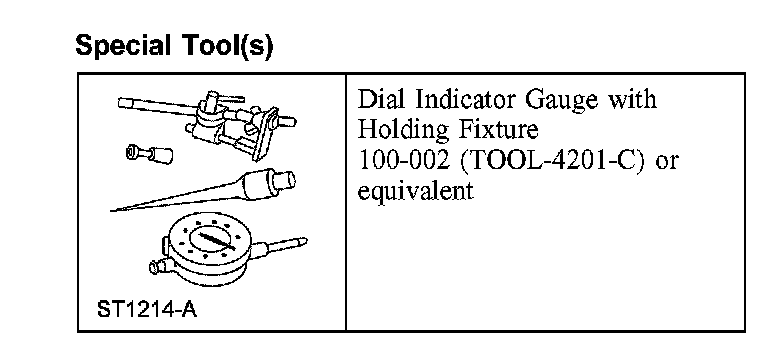 Special Tool(s)
Dial Indicator Gauge with
Holding Fixture
100-002 (TOOL-4201-C) or
equivalent
ST1214-A